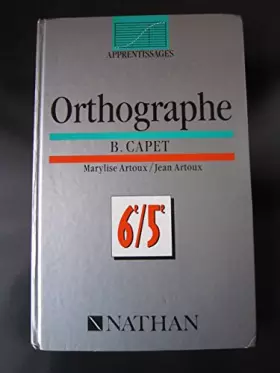 APPRENTISSAGES
Orthographe
B. CAPET
Marylise Artoux / Jean Artoux
6e/5e
NATHAN